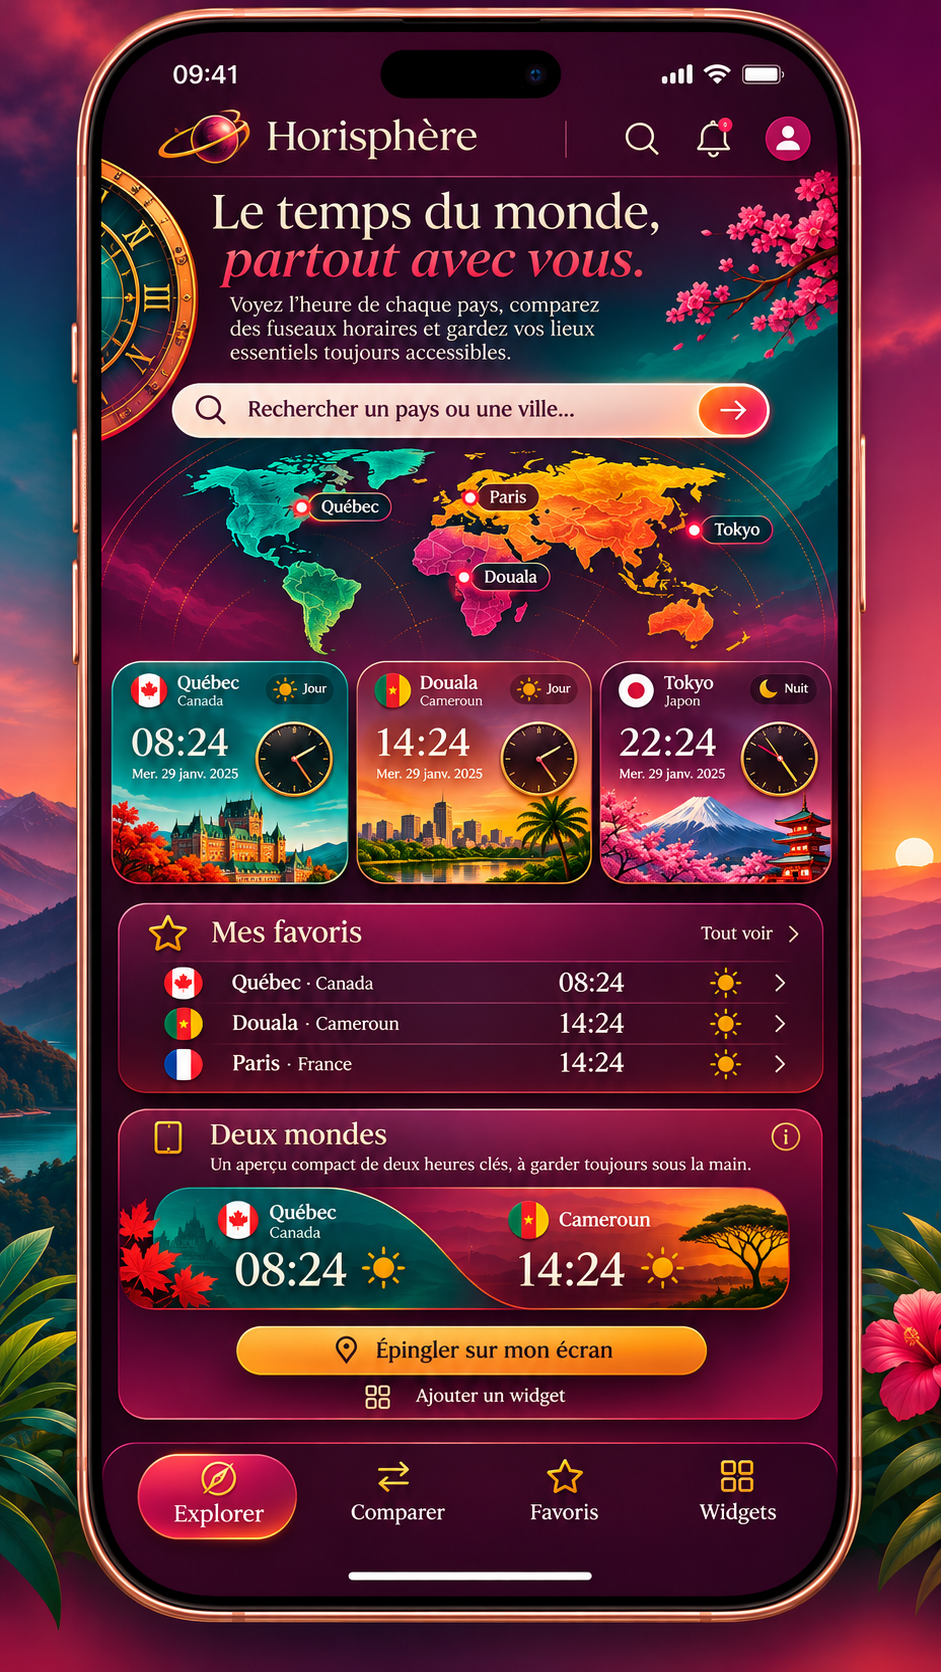 09:41
Horisphère
Le temps du monde,
partout avec vous.
Voyez l'heure de chaque pays, comparez
des fuseaux horaires et gardez vos lieux
essentiels toujours accessibles.
Rechercher un pays ou une ville...
Québec
Paris
Tokyo
Douala
Québec
Canada
Jour
08:24
Mer. 29 janv. 2025
Douala
Cameroun
Jour
14:24
Mer. 29 janv. 2025
Tokyo
Japon
Nuit
22:24
Mer. 29 janv. 2025
Mes favoris
Tout voir
Québec · Canada 08:24
Douala · Cameroun 14:24
Paris · France 14:24
Deux mondes
Un aperçu compact de deux heures clés, à garder toujours sous la main.
Québec
Canada
08:24
Cameroun
14:24
Épingler sur mon écran
Ajouter un widget
Explorer
Comparer
Favoris
Widgets